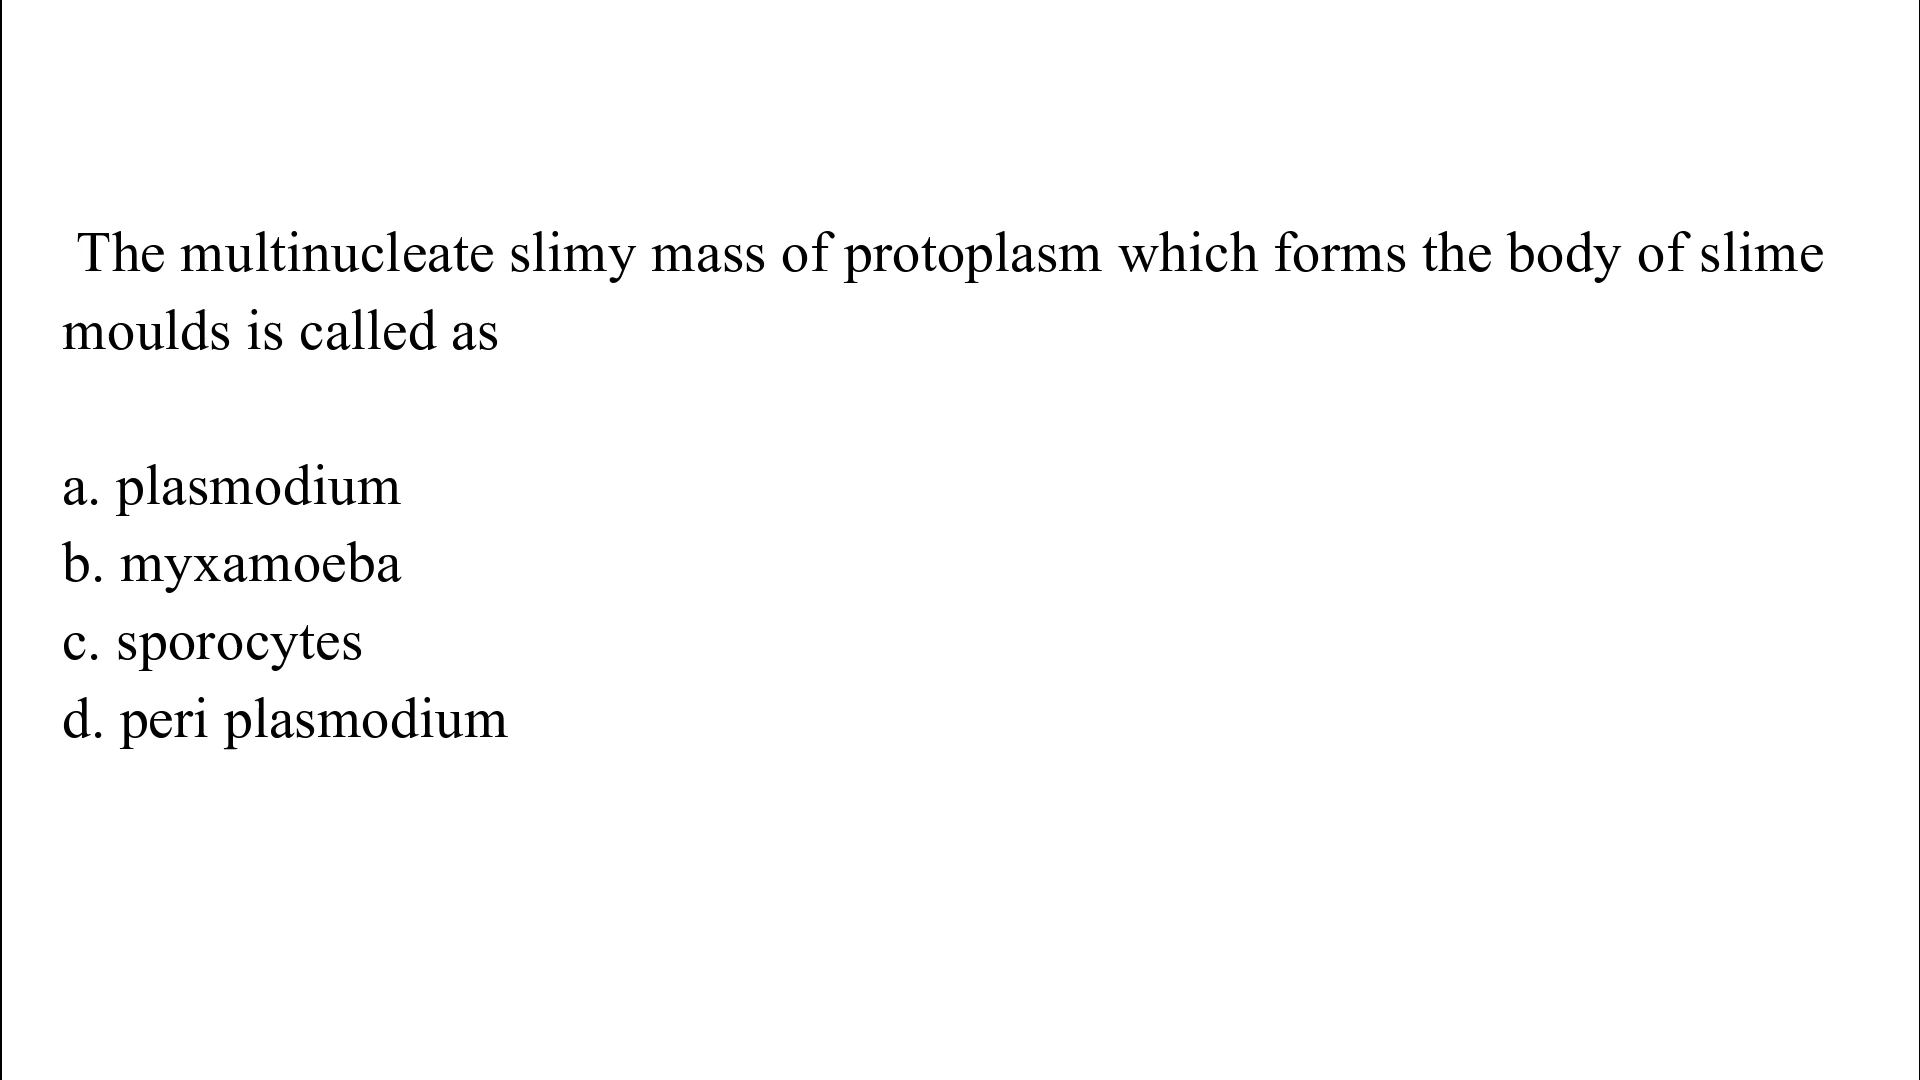 The multinucleate slimy mass of protoplasm which forms the body of slime
moulds is called as
a. plasmodium
b. myxamoeba
c. sporocytes
d. peri plasmodium